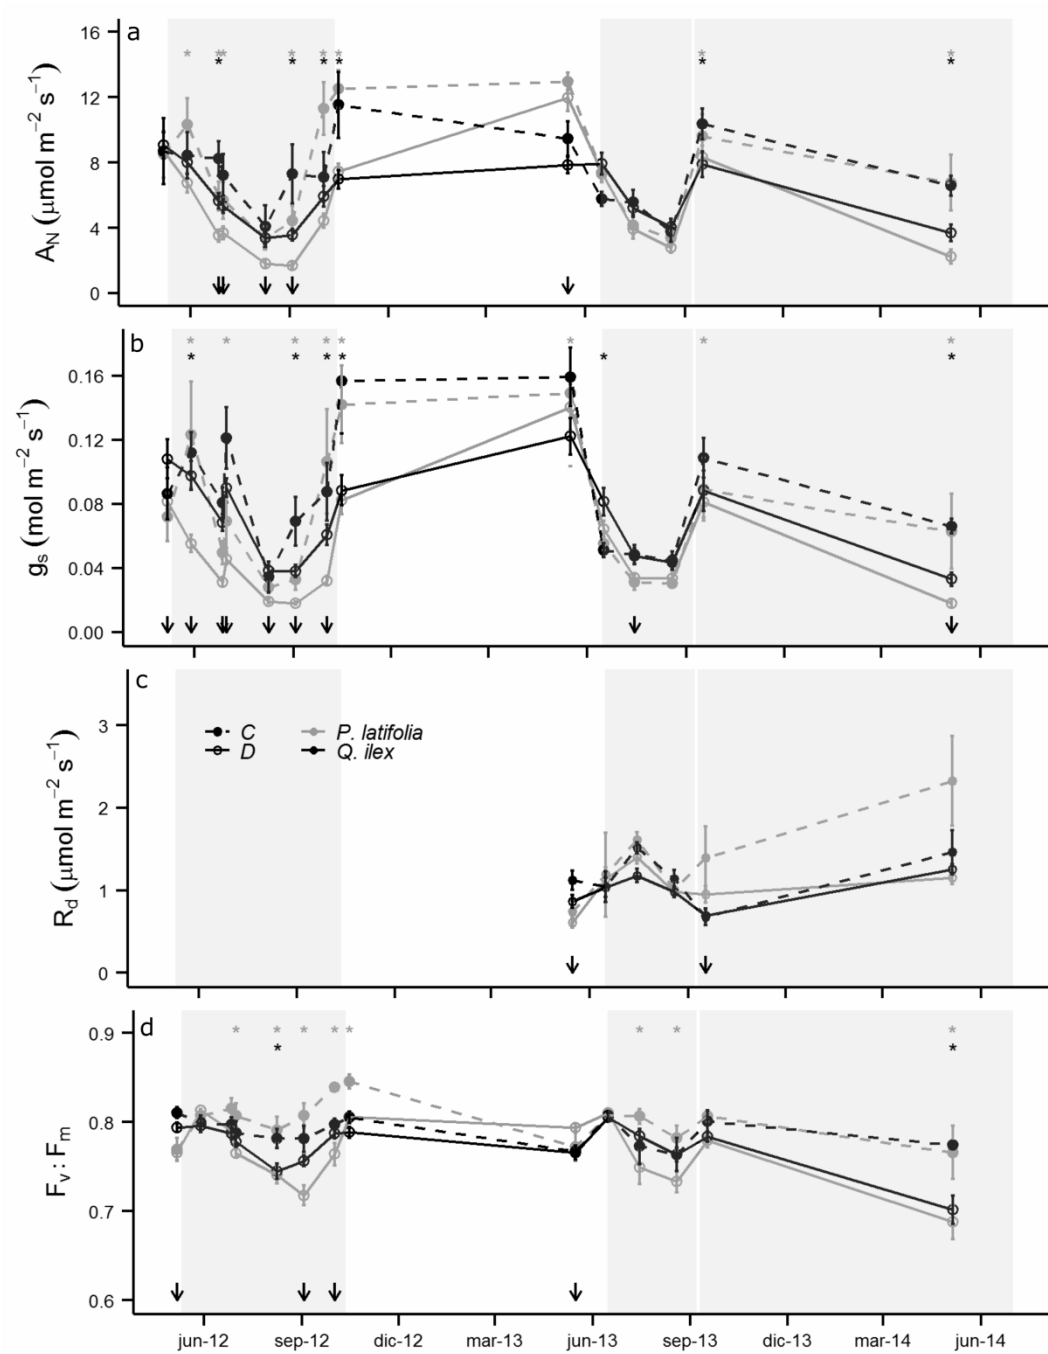 a
16
12
8
4
0
A_N (μmol m⁻² s⁻¹)
* ** * * * * *
* * * * * *
b
0.16
0.12
0.08
0.04
0.00
g_s (mol m⁻² s⁻¹)
* * * * * * * *
* * * * * *
c
3
2
1
0
R_d (μmol m⁻² s⁻¹)
C P. latifolia
D Q. ilex
d
0.9
0.8
0.7
0.6
F_v : F_m
* * * * * * * *
* *
jun-12 sep-12 dic-12 mar-13 jun-13 sep-13 dic-13 mar-14 jun-14